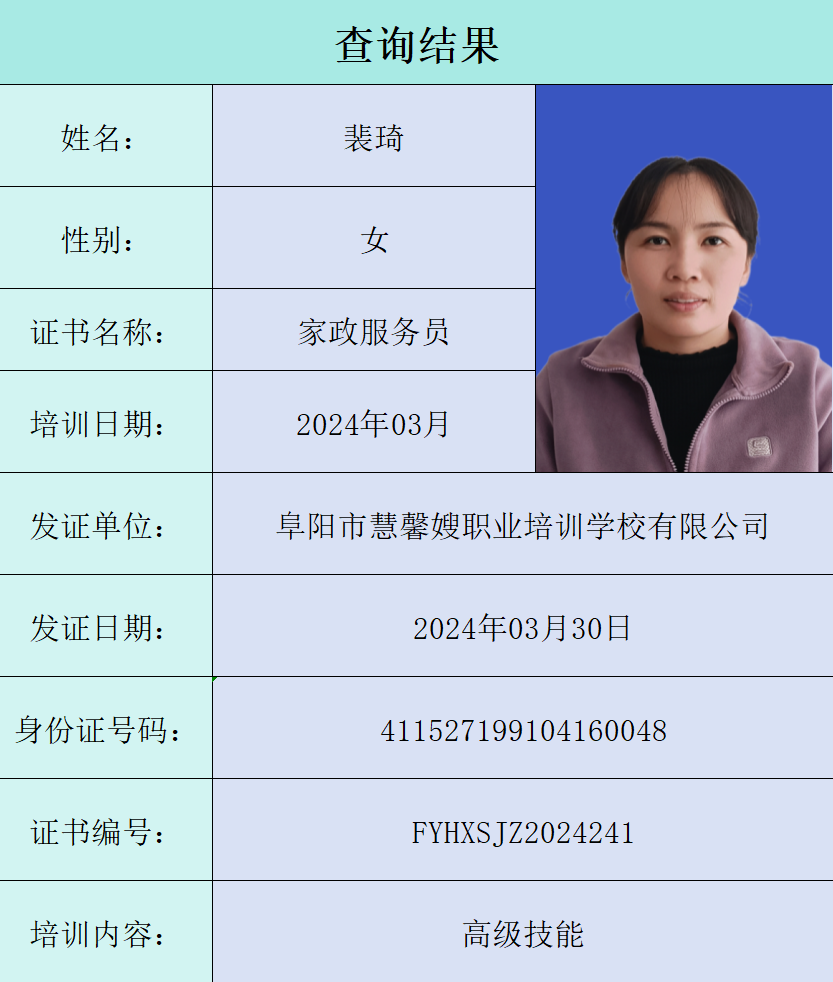 查询结果
姓名： 裴琦
性别： 女
证书名称： 家政服务员
培训日期： 2024年03月
发证单位： 阜阳市慧馨嫂职业培训学校有限公司
发证日期： 2024年03月30日
身份证号码： 411527199104160048
证书编号： FYHXSJZ2024241
培训内容： 高级技能